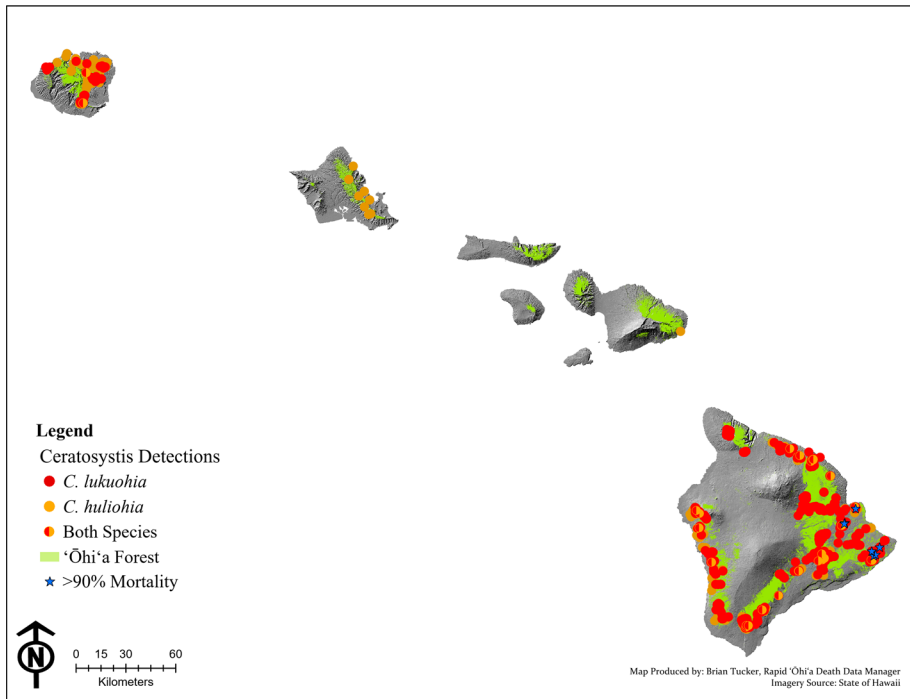 Legend
Ceratosystis Detections
C. lukuohia
C. huliohia
Both Species
ʻŌhiʻa Forest
>90% Mortality
N
0 15 30 60
Kilometers
Map Produced by: Brian Tucker, Rapid ʻŌhiʻa Death Data Manager
Imagery Source: State of Hawaii